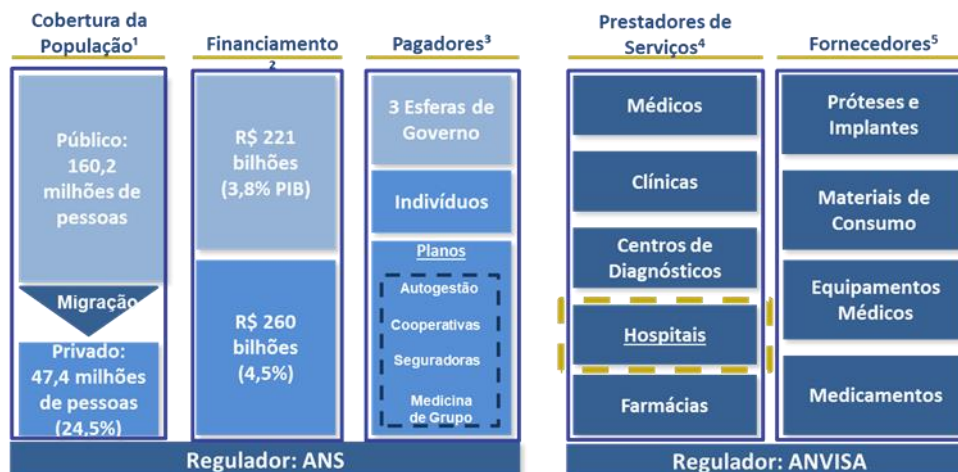 Cobertura da
População¹
Público:
160,2
milhões de
pessoas
Migração
Privado:
47,4 milhões
de pessoas
(24,5%)
Financiamento
2
R$ 221
bilhões
(3,8% PIB)
R$ 260
bilhões
(4,5%)
Pagadores³
3 Esferas de
Governo
Indivíduos
Planos
Autogestão
Cooperativas
Seguradoras
Medicina
de Grupo
Regulador: ANS
Prestadores de
Serviços⁴
Médicos
Clínicas
Centros de
Diagnósticos
Hospitais
Farmácias
Fornecedores⁵
Próteses e
Implantes
Materiais de
Consumo
Equipamentos
Médicos
Medicamentos
Regulador: ANVISA